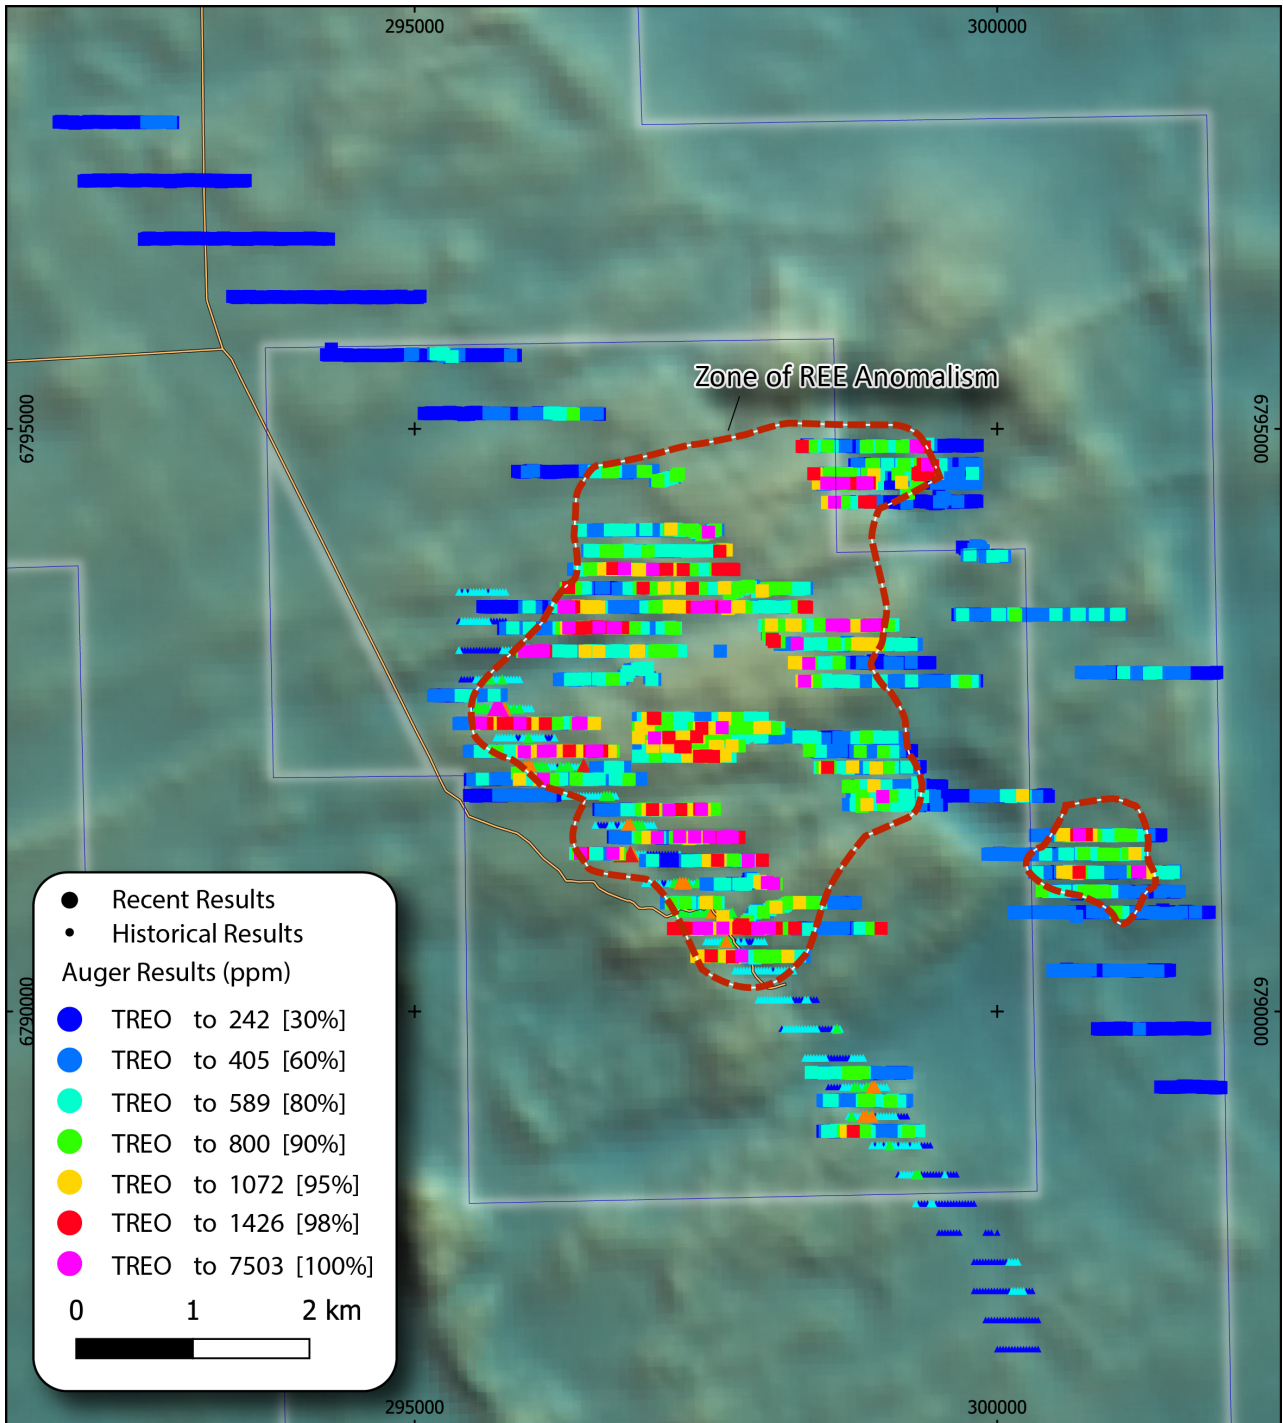 295000 300000
Zone of REE Anomalism
6795000 6795000
6790000 6790000
Recent Results
Historical Results
Auger Results (ppm)
TREO to 242 [30%]
TREO to 405 [60%]
TREO to 589 [80%]
TREO to 800 [90%]
TREO to 1072 [95%]
TREO to 1426 [98%]
TREO to 7503 [100%]
0 1 2 km
295000 300000